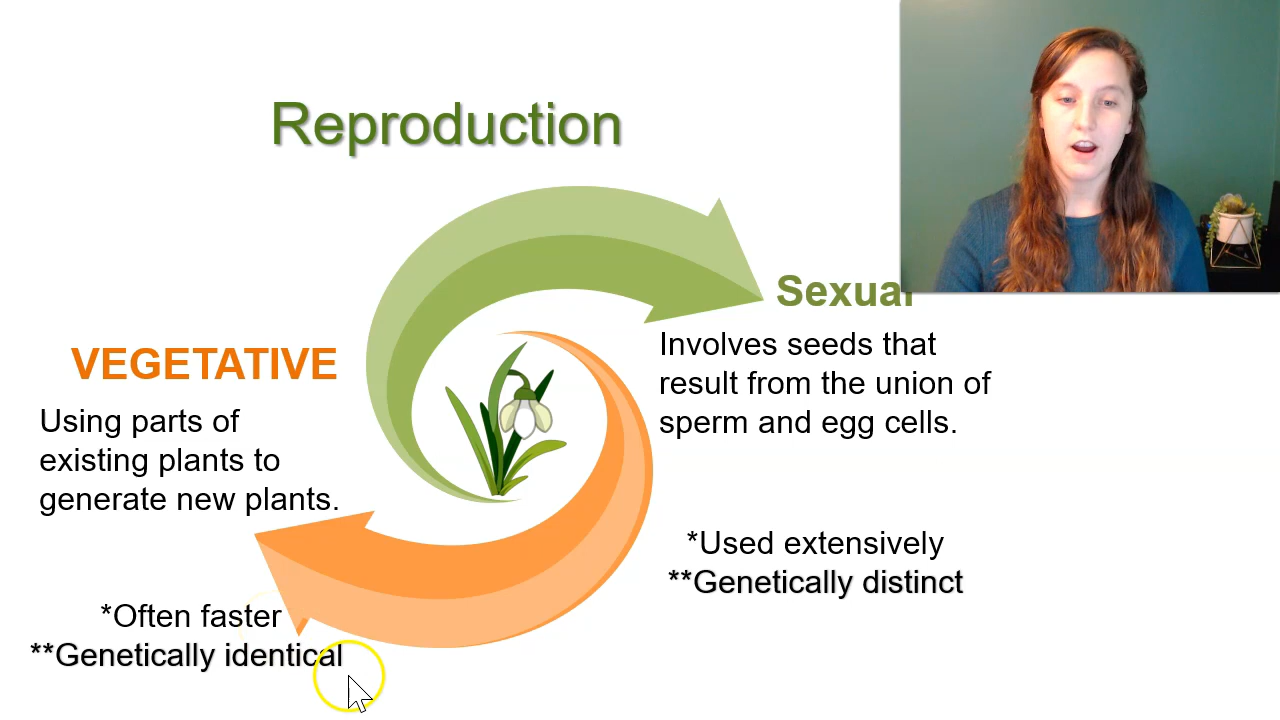 Reproduction
Sexual
VEGETATIVE
Involves seeds that
result from the union of
sperm and egg cells.
Using parts of
existing plants to
generate new plants.
*Used extensively
**Genetically distinct
*Often faster
**Genetically identical